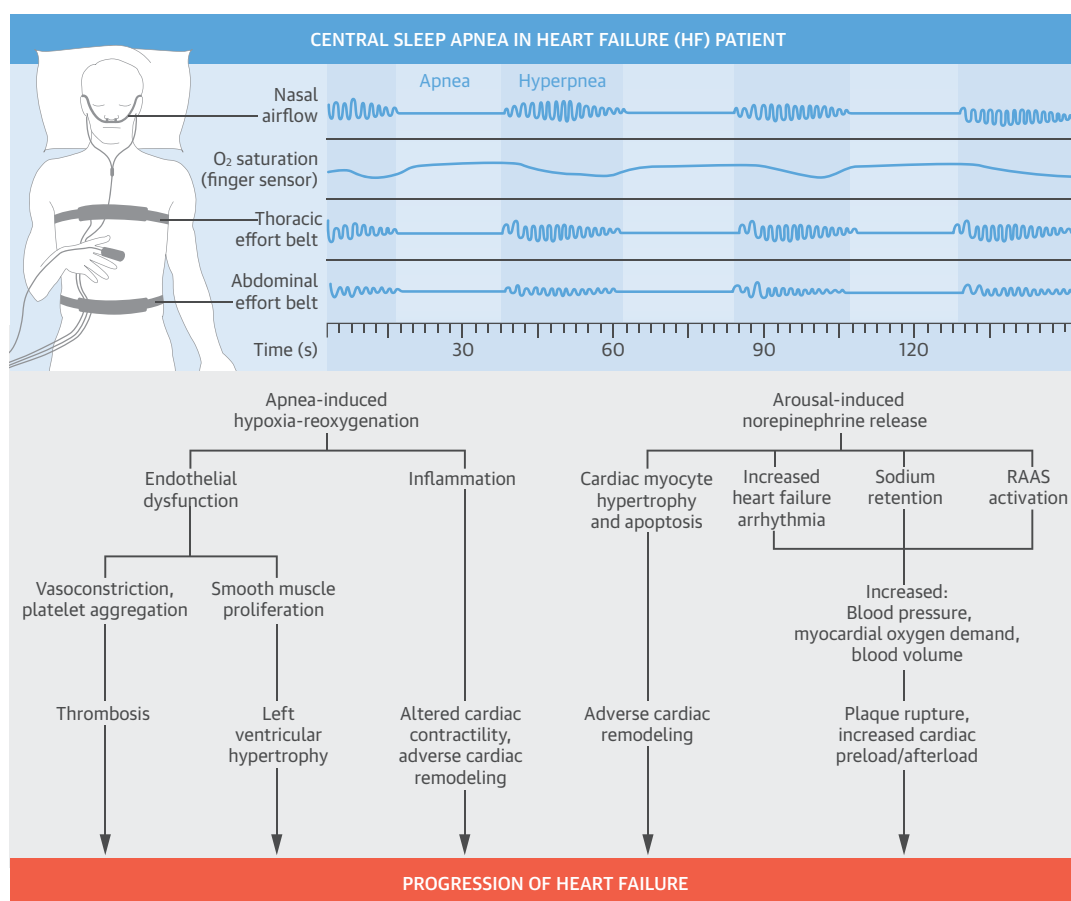 CENTRAL SLEEP APNEA IN HEART FAILURE (HF) PATIENT
Apnea
Hyperpnea
Nasal
airflow
O₂ saturation
(finger sensor)
Thoracic
effort belt
Abdominal
effort belt
Time (s)
30
60
90
120
Apnea-induced
hypoxia-reoxygenation
Arousal-induced
norepinephrine release
Endothelial
dysfunction
Inflammation
Cardiac myocyte
hypertrophy
and apoptosis
Increased
heart failure
arrhythmia
Sodium
retention
RAAS
activation
Vasoconstriction,
platelet aggregation
Smooth muscle
proliferation
Increased:
Blood pressure,
myocardial oxygen demand,
blood volume
Thrombosis
Left
ventricular
hypertrophy
Altered cardiac
contractility,
adverse cardiac
remodeling
Adverse cardiac
remodeling
Plaque rupture,
increased cardiac
preload/afterload
PROGRESSION OF HEART FAILURE